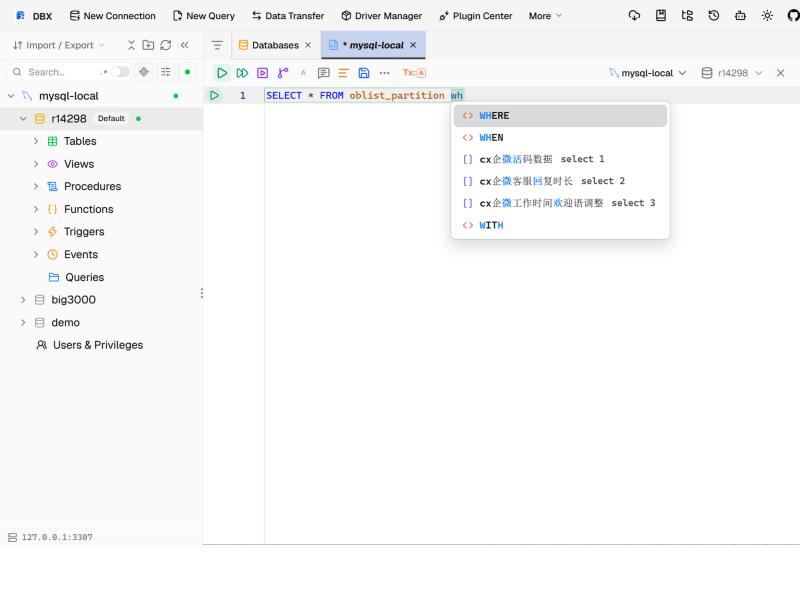 DBX New Connection New Query Data Transfer Driver Manager Plugin Center More
Import / Export
Databases
* mysql-local
Search...
.*
A
Tx: A
mysql-local
r14298
mysql-local
r14298 Default
Tables
Views
Procedures
Functions
Triggers
Events
Queries
big3000
demo
Users & Privileges
127.0.0.1:3307
1 SELECT * FROM oblist_partition wh
WHERE
WHEN
cx企微活码数据 select 1
cx企微客服回复时长 select 2
cx企微工作时间欢迎语调整 select 3
WITH